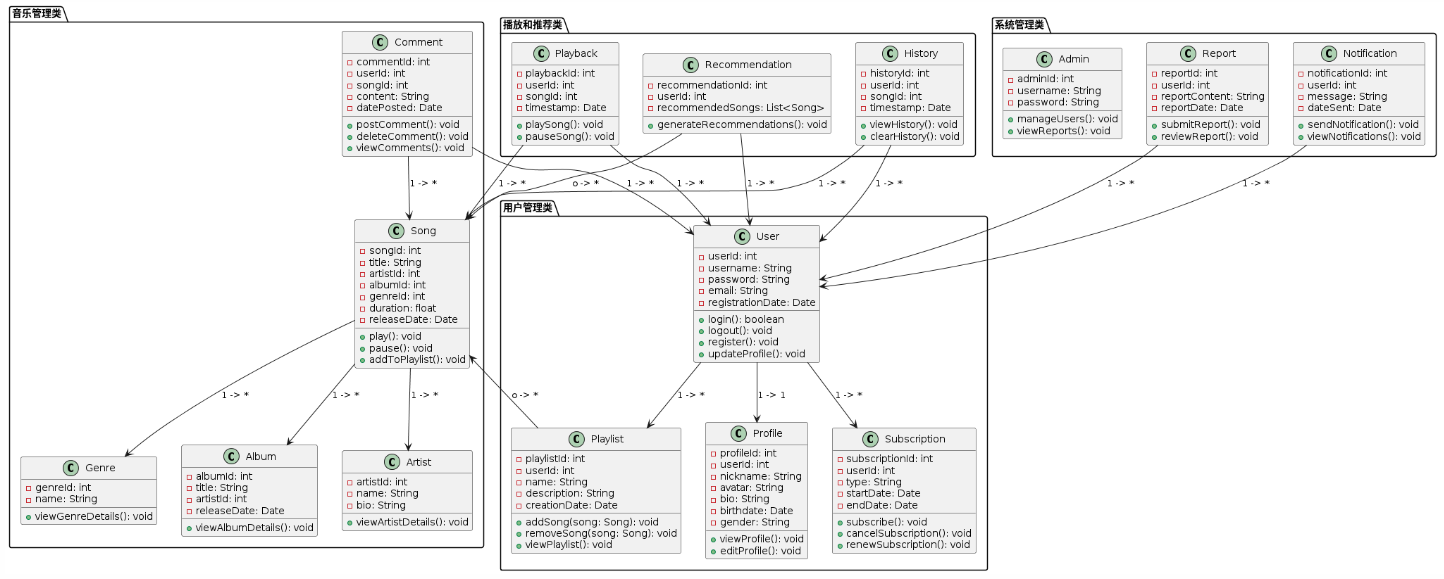 音乐管理类
C Comment
commentId: int
userId: int
songId: int
content: String
datePosted: Date
postComment(): void
deleteComment(): void
viewComments(): void
播放和推荐类
C Playback
playbackId: int
userId: int
songId: int
timestamp: Date
playSong(): void
pauseSong(): void
C Recommendation
recommendationId: int
userId: int
recommendedSongs: List<Song>
generateRecommendations(): void
C History
historyId: int
userId: int
songId: int
timestamp: Date
viewHistory(): void
clearHistory(): void
系统管理类
C Admin
adminId: int
username: String
password: String
manageUsers(): void
viewReports(): void
C Report
reportId: int
userId: int
reportContent: String
reportDate: Date
submitReport(): void
reviewReport(): void
C Notification
notificationId: int
userId: int
message: String
dateSent: Date
sendNotification(): void
viewNotifications(): void
1 -> *
1 -> *
o -> *
1 -> *
1 -> *
1 -> *
1 -> *
1 -> *
1 -> *
1 -> *
C Song
songId: int
title: String
artistId: int
albumId: int
genreId: int
duration: float
releaseDate: Date
play(): void
pause(): void
addToPlaylist(): void
用户管理类
C User
userId: int
username: String
password: String
email: String
registrationDate: Date
login(): boolean
logout(): void
register(): void
updateProfile(): void
1 -> *
1 -> *
1 -> *
o -> *
1 -> *
1 -> 1
1 -> *
C Genre
genreId: int
name: String
viewGenreDetails(): void
C Album
albumId: int
title: String
artistId: int
releaseDate: Date
viewAlbumDetails(): void
C Artist
artistId: int
name: String
bio: String
viewArtistDetails(): void
C Playlist
playlistId: int
userId: int
name: String
description: String
creationDate: Date
addSong(song: Song): void
removeSong(song: Song): void
viewPlaylist(): void
C Profile
profileId: int
userId: int
nickname: String
avatar: String
bio: String
birthdate: Date
gender: String
viewProfile(): void
editProfile(): void
C Subscription
subscriptionId: int
userId: int
type: String
startDate: Date
endDate: Date
subscribe(): void
cancelSubscription(): void
renewSubscription(): void